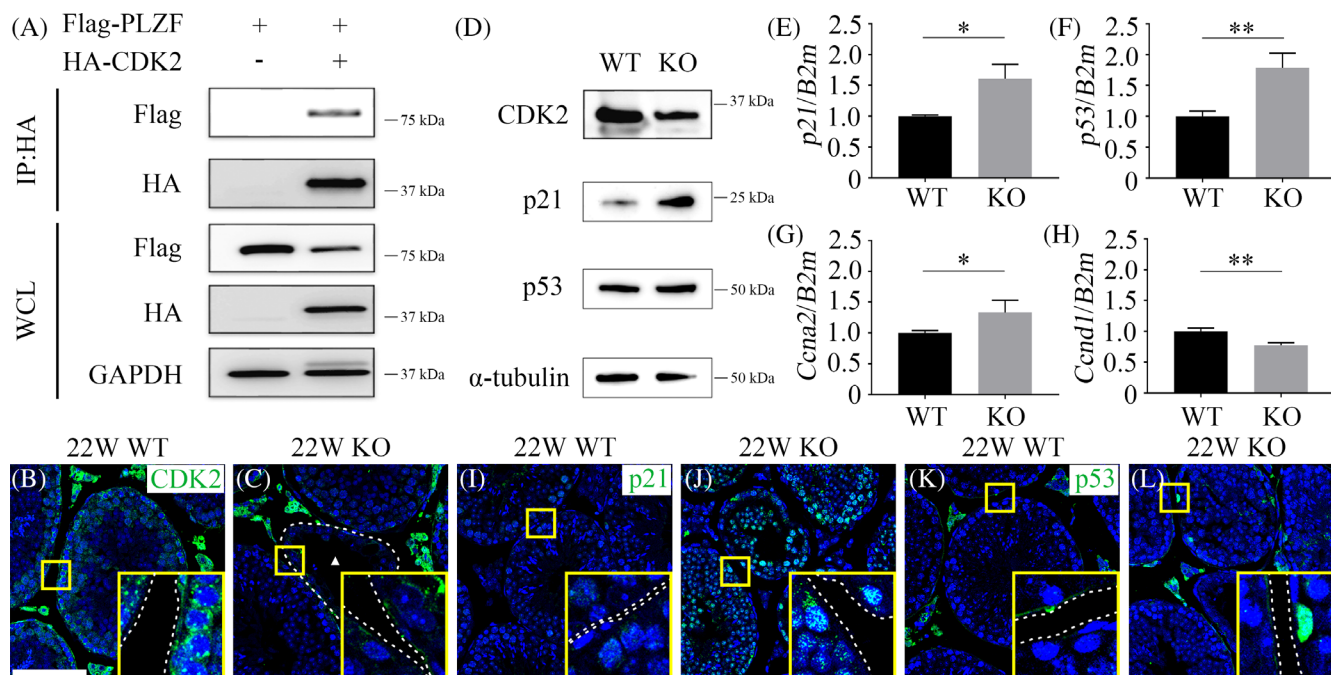 (A) Flag-PLZF + +
HA-CDK2 - +
IP:HA
Flag
75 kDa
HA
37 kDa
WCL
Flag
75 kDa
HA
37 kDa
GAPDH
37 kDa
(D)
WT KO
CDK2
37 kDa
p21
25 kDa
p53
50 kDa
α-tubulin
50 kDa
(E)
p21/B2m
2.5
2.0
1.5
1.0
0.5
0
*
WT KO
(F)
p53/B2m
2.5
2.0
1.5
1.0
0.5
0
**
WT KO
(G)
Ccna2/B2m
2.5
2.0
1.5
1.0
0.5
0
*
WT KO
(H)
Ccnd1/B2m
2.5
2.0
1.5
1.0
0.5
0
**
WT KO
22W WT 22W KO 22W WT 22W KO 22W WT 22W KO
(B) CDK2 (C) (I) p21 (J) (K) p53 (L)